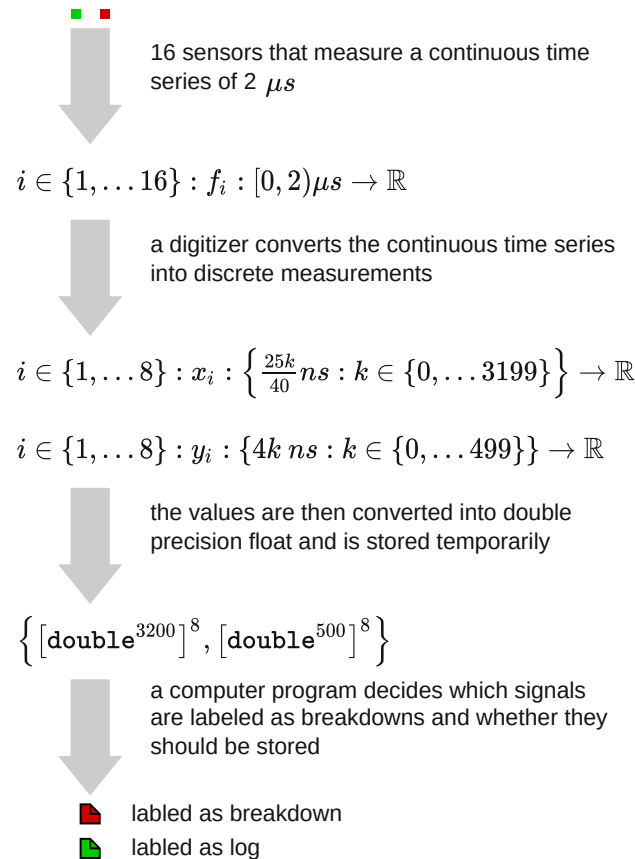 16 sensors that measure a continuous time
series of 2 μs
i ∈ {1, … 16} : f_i : [0, 2)μs → ℝ
a digitizer converts the continuous time series
into discrete measurements
i ∈ {1, … 8} : x_i : {\frac{25k}{40} ns : k ∈ {0, … 3199}} → ℝ
i ∈ {1, … 8} : y_i : {4k ns : k ∈ {0, … 499}} → ℝ
the values are then converted into double
precision float and is stored temporarily
{[double^{3200}]^8, [double^{500}]^8}
a computer program decides which signals
are labeled as breakdowns and whether they
should be stored
labled as breakdown
labled as log